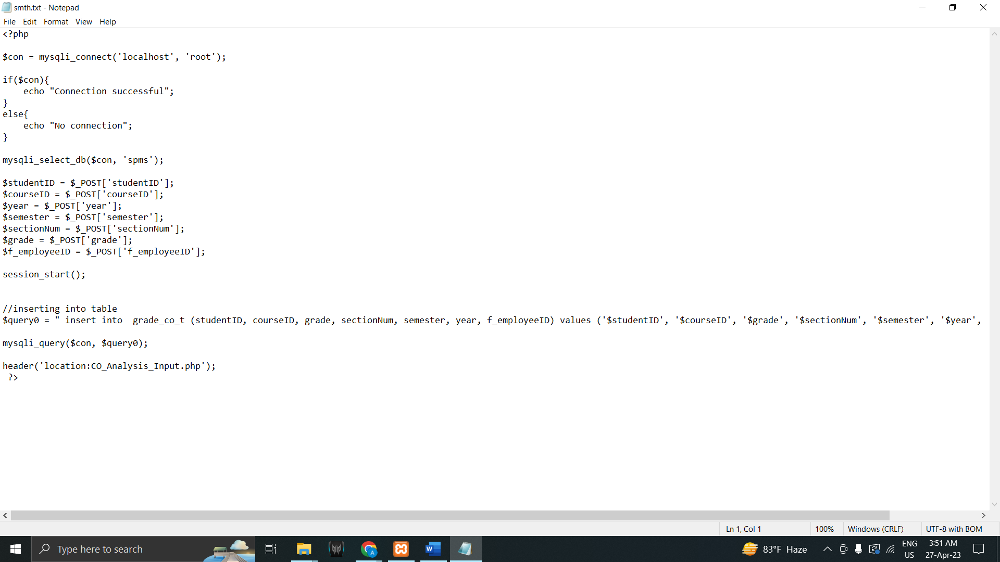 smth.txt - Notepad
File Edit Format View Help
<?php
$con = mysqli_connect('localhost', 'root');
if($con){
    echo "Connection successful";
}
else{
    echo "No connection";
}
mysqli_select_db($con, 'spms');
$studentID = $_POST['studentID'];
$courseID = $_POST['courseID'];
$year = $_POST['year'];
$semester = $_POST['semester'];
$sectionNum = $_POST['sectionNum'];
$grade = $_POST['grade'];
$f_employeeID = $_POST['f_employeeID'];
session_start();
//inserting into table
$query0 = " insert into  grade_co_t (studentID, courseID, grade, sectionNum, semester, year, f_employeeID) values ('$studentID', '$courseID', '$grade', '$sectionNum', '$semester', '$year',
mysqli_query($con, $query0);
header('location:CO_Analysis_Input.php');
 ?>
Ln 1, Col 1 100% Windows (CRLF) UTF-8 with BOM
Type here to search
83°F Haze
ENG
US
3:51 AM
27-Apr-23